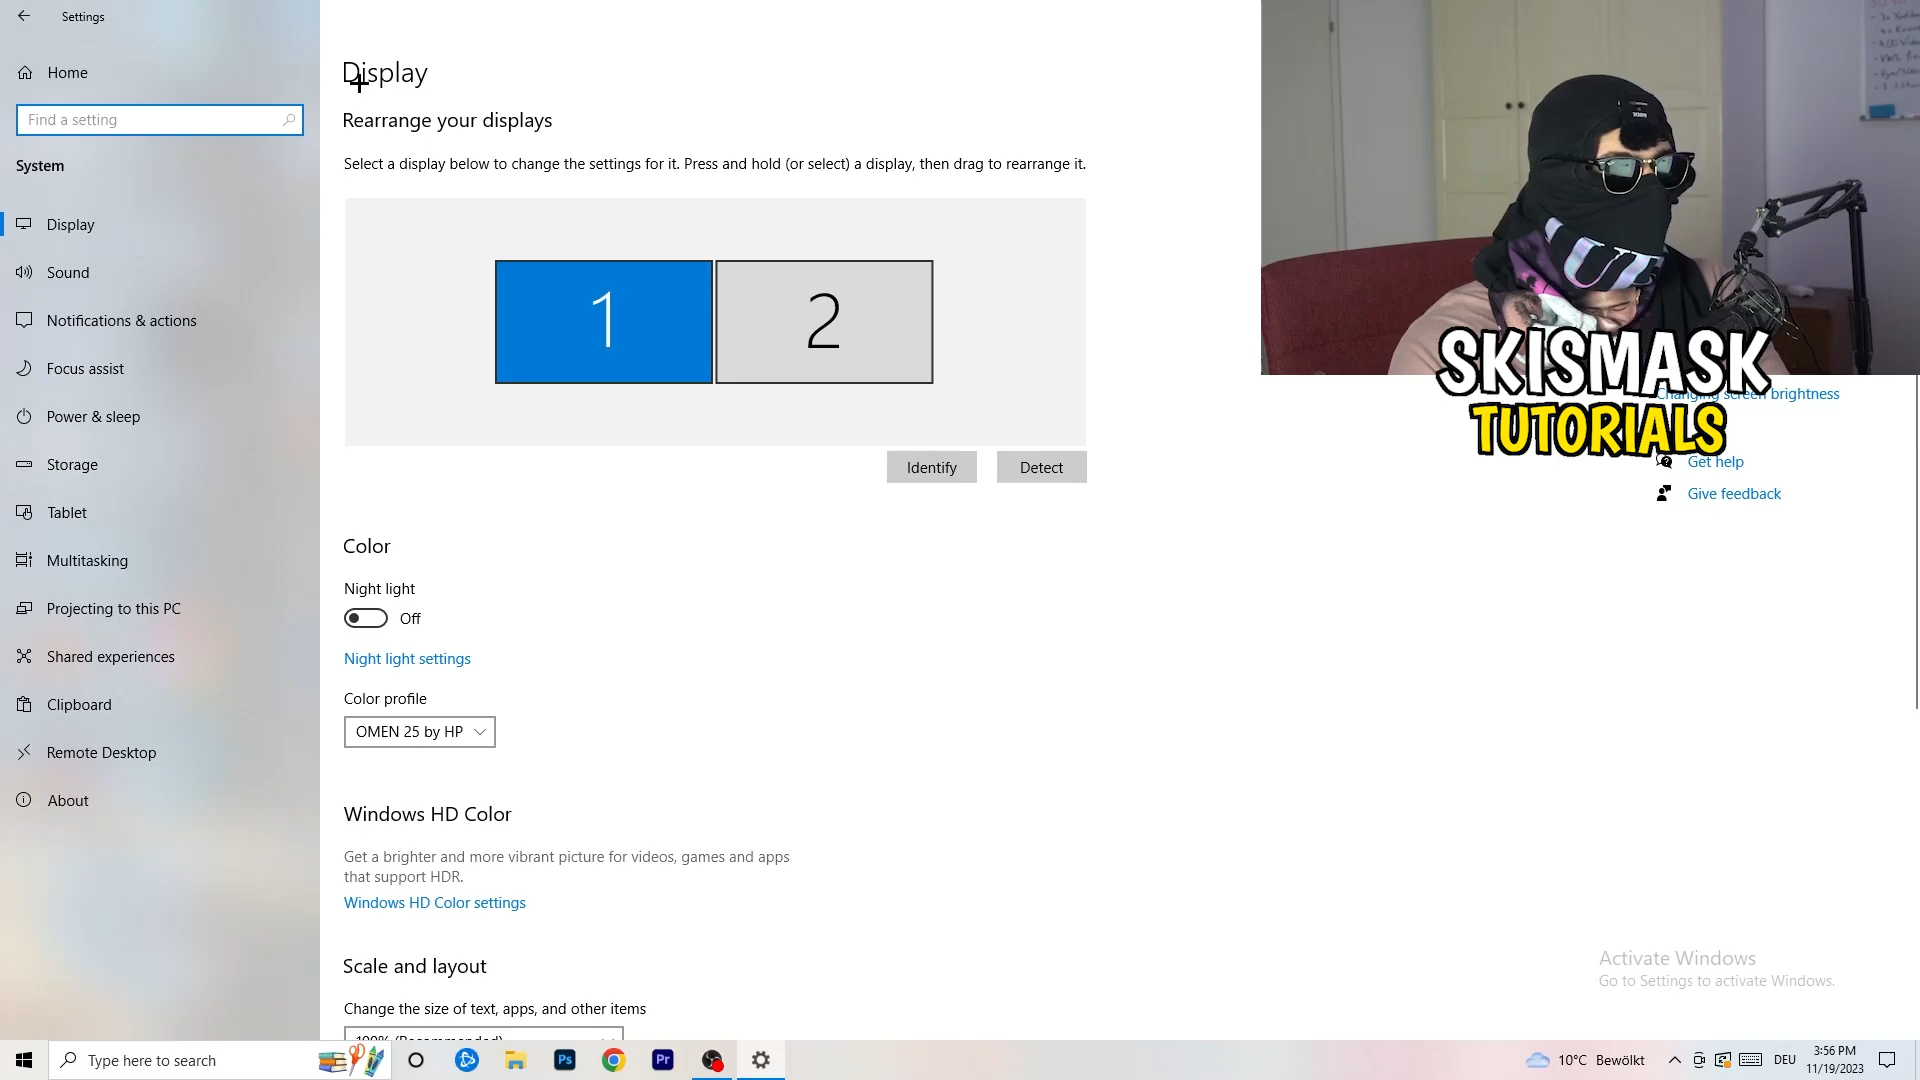 Settings
Home
Find a setting
System
Display
Sound
Notifications & actions
Focus assist
Power & sleep
Storage
Tablet
Multitasking
Projecting to this PC
Shared experiences
Clipboard
Remote Desktop
About
Display
Rearrange your displays
Select a display below to change the settings for it. Press and hold (or select) a display, then drag to rearrange it.
1
2
Identify
Detect
Color
Night light
Off
Night light settings
Color profile
OMEN 25 by HP
Windows HD Color
Get a brighter and more vibrant picture for videos, games and apps
that support HDR.
Windows HD Color settings
Scale and layout
Change the size of text, apps, and other items
100% (Recommended)
SKISMASK
TUTORIALS
Changing screen brightness
Get help
Give feedback
Activate Windows
Go to Settings to activate Windows.
Type here to search
Ps
Pr
10°C Bewölkt
DEU
3:56 PM
11/19/2023